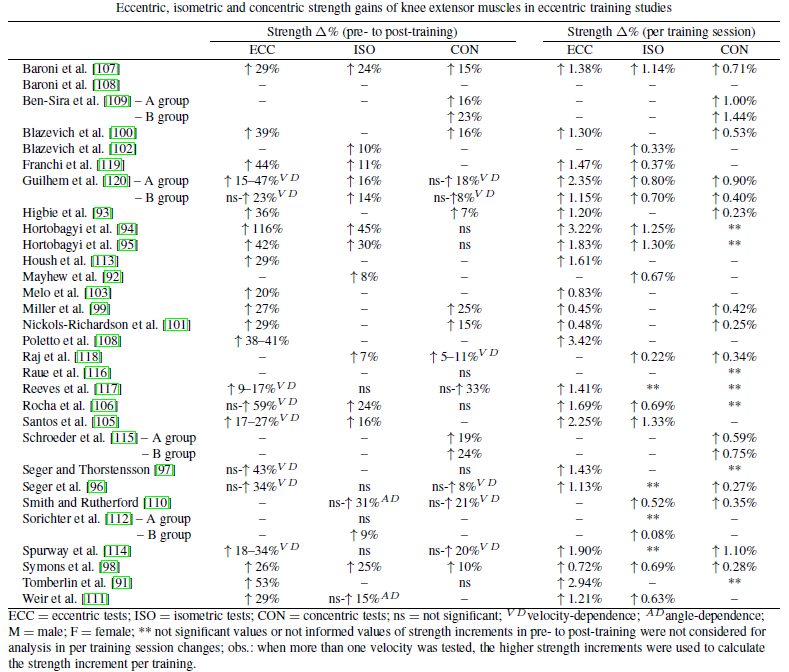 Eccentric, isometric and concentric strength gains of knee extensor muscles in eccentric training studies
Strength Δ% (pre- to post-training) Strength Δ% (per training session)
ECC ISO CON ECC ISO CON
Baroni et al. [107] ↑ 29% ↑ 24% ↑ 15% ↑ 1.38% ↑ 1.14% ↑ 0.71%
Baroni et al. [108] – – – – – –
Ben-Sira et al. [109] – A group – – ↑ 16% – – ↑ 1.00%
– B group – – ↑ 23% – – ↑ 1.44%
Blazevich et al. [100] ↑ 39% – ↑ 16% ↑ 1.30% – ↑ 0.53%
Blazevich et al. [102] – ↑ 10% – – ↑ 0.33% –
Franchi et al. [119] ↑ 44% ↑ 11% – ↑ 1.47% ↑ 0.37% –
Guilhem et al. [120] – A group ↑ 15–47% VD ↑ 16% ns-↑ 18% VD ↑ 2.35% ↑ 0.80% ↑ 0.90%
– B group ns-↑ 23% VD ↑ 14% ns-↑8% VD ↑ 1.15% ↑ 0.70% ↑ 0.40%
Higbie et al. [93] ↑ 36% – ↑ 7% ↑ 1.20% – ↑ 0.23%
Hortobagyi et al. [94] ↑ 116% ↑ 45% ns ↑ 3.22% ↑ 1.25% **
Hortobagyi et al. [95] ↑ 42% ↑ 30% ns ↑ 1.83% ↑ 1.30% **
Housh et al. [113] ↑ 29% – – ↑ 1.61% – –
Mayhew et al. [92] – ↑ 8% – – ↑ 0.67% –
Melo et al. [103] ↑ 20% – – ↑ 0.83% – –
Miller et al. [99] ↑ 27% – ↑ 25% ↑ 0.45% – ↑ 0.42%
Nickols-Richardson et al. [101] ↑ 29% – ↑ 15% ↑ 0.48% – ↑ 0.25%
Poletto et al. [108] ↑ 38–41% – – ↑ 3.42% – –
Raj et al. [118] – ↑ 7% ↑ 5–11% VD – ↑ 0.22% ↑ 0.34%
Raue et al. [116] – – ns – – **
Reeves et al. [117] ↑ 9–17% VD ns ns-↑ 33% ↑ 1.41% ** **
Rocha et al. [106] ns-↑ 59% VD ↑ 24% ns ↑ 1.69% ↑ 0.69% **
Santos et al. [105] ↑ 17–27% VD ↑ 16% – ↑ 2.25% ↑ 1.33% –
Schroeder et al. [115] – A group – – ↑ 19% – – ↑ 0.59%
– B group – – ↑ 24% – – ↑ 0.75%
Seger and Thorstensson [97] ns-↑ 43% VD – ns ↑ 1.43% – **
Seger et al. [96] ns-↑ 34% VD ns ns-↑ 8% VD ↑ 1.13% ** ↑ 0.27%
Smith and Rutherford [110] – ns-↑ 31% AD ns-↑ 21% VD – ↑ 0.52% ↑ 0.35%
Sorichter et al. [112] – A group – ns – – ** –
– B group – ↑ 9% – – ↑ 0.08% –
Spurway et al. [114] ↑ 18–34% VD ns ns-↑ 20% VD ↑ 1.90% ** ↑ 1.10%
Symons et al. [98] ↑ 26% ↑ 25% ↑ 10% ↑ 0.72% ↑ 0.69% ↑ 0.28%
Tomberlin et al. [91] ↑ 53% – ns ↑ 2.94% – **
Weir et al. [111] ↑ 29% ns-↑ 15% AD – ↑ 1.21% ↑ 0.63% –
ECC = eccentric tests; ISO = isometric tests; CON = concentric tests; ns = not significant; VD velocity-dependence; AD angle-dependence;
M = male; F = female; ** not significant values or not informed values of strength increments in pre- to post-training were not considered for
analysis in per training session changes; obs.: when more than one velocity was tested, the higher strength increments were used to calculate
the strength increment per training.